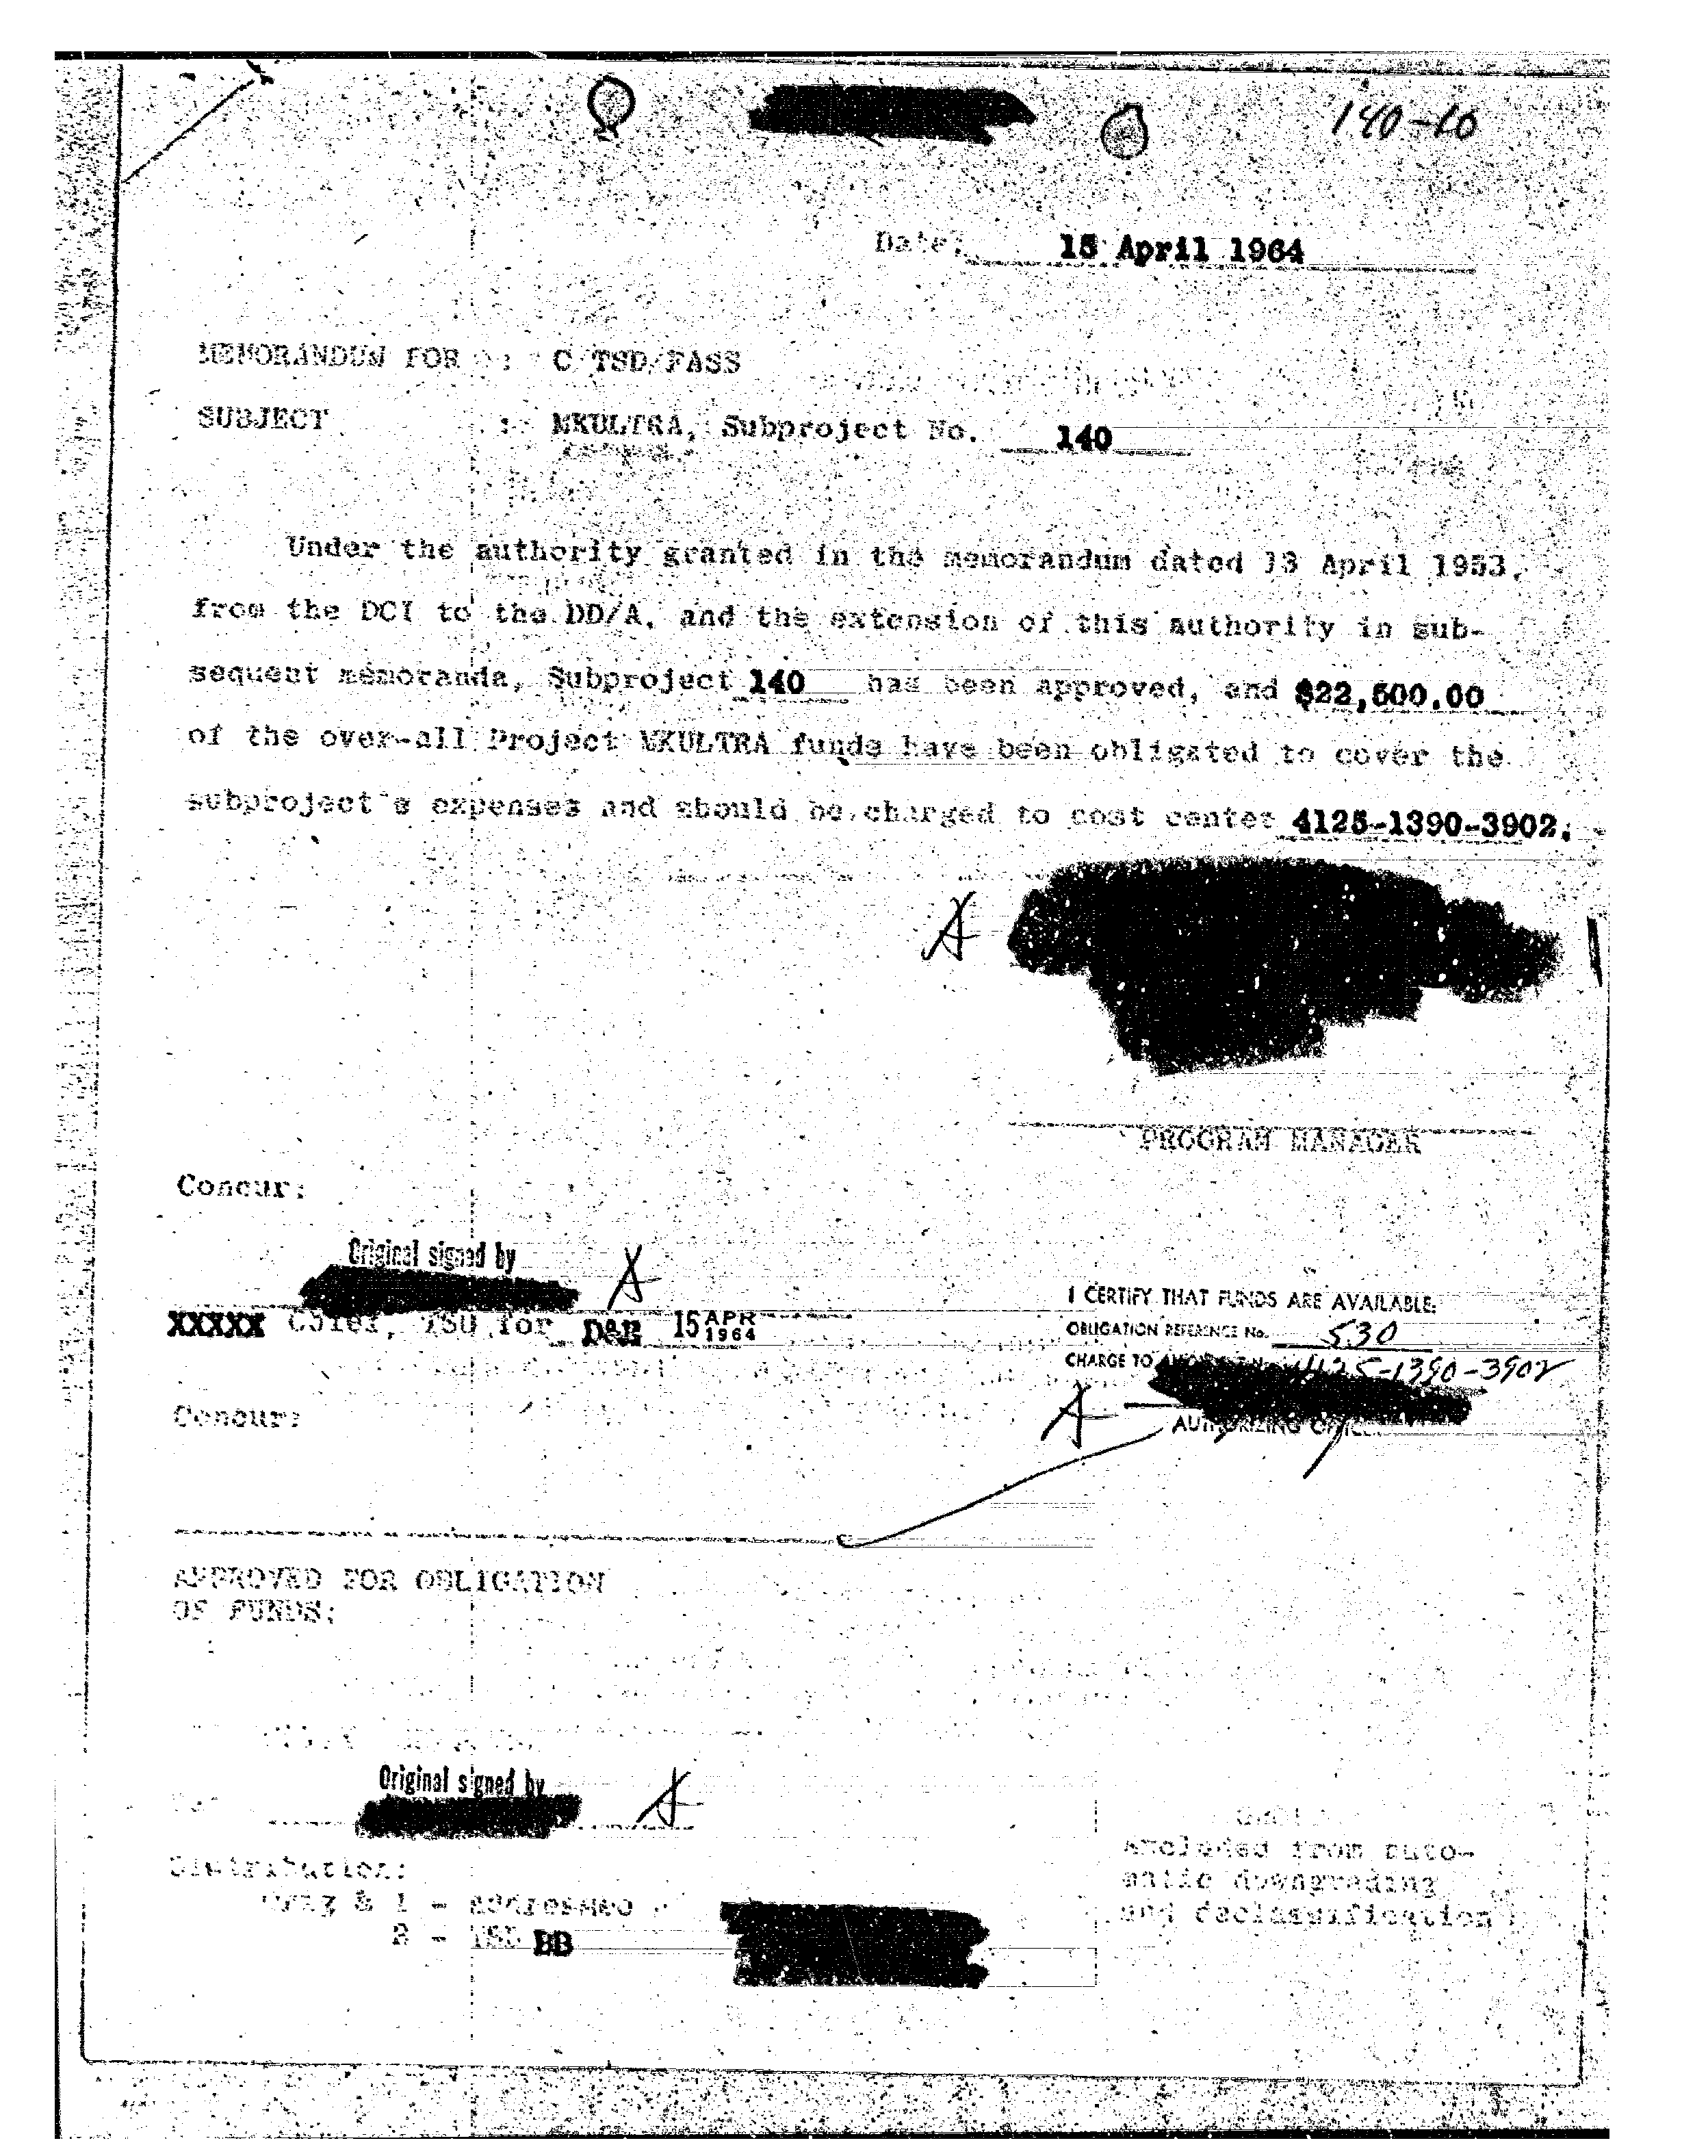 140-10
Date: 15 April 1964
MEMORANDUM FOR : C/TSD/FASS
SUBJECT : MKULTRA, Subproject No. 140
Under the authority granted in the memorandum dated 13 April 1953,
from the DCI to the DD/A, and the extension of this authority in sub-
sequent memoranda, Subproject 140 has been approved, and $22,500.00
of the over-all Project MKULTRA funds have been obligated to cover the
subproject's expenses and should be charged to cost center 4125-1390-3902.
A
PROGRAM MANAGER
Concur:
Original signed by
A
XXXXX Chief, TSD for D&E 15 APR 1964
I CERTIFY THAT FUNDS ARE AVAILABLE:
OBLIGATION REFERENCE No. 530
CHARGE TO 4125-1390-3902
A
AUTHORIZING OFFICER
Concur:
APPROVED FOR OBLIGATION
OF FUNDS:
Original signed by
A
Distribution:
Orig & 1 - Addressee
2 - TSD BB
Excluded from auto-
matic downgrading
and declassification